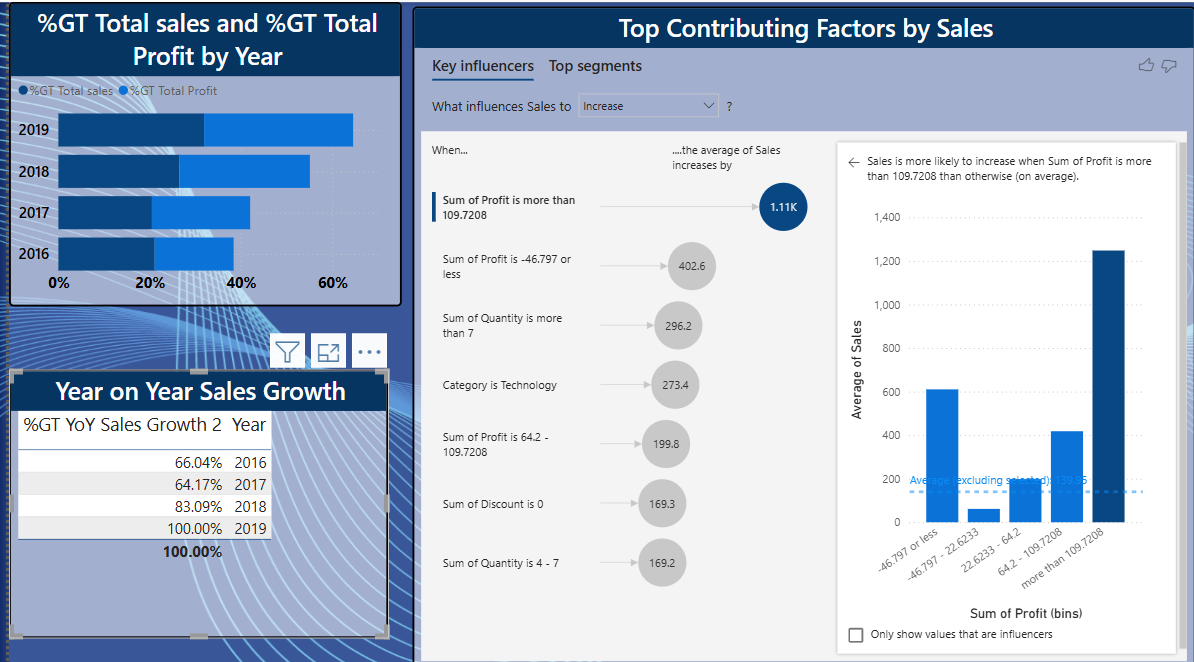 %GT Total sales and %GT Total
Profit by Year
%GT Total sales %GT Total Profit
2019
2018
2017
2016
0% 20% 40% 60%
Year on Year Sales Growth
%GT YoY Sales Growth 2 Year
66.04% 2016
64.17% 2017
83.09% 2018
100.00% 2019
100.00%
Top Contributing Factors by Sales
Key influencers Top segments
What influences Sales to Increase ?
When...
....the average of Sales
increases by
Sum of Profit is more than
109.7208
1.11K
Sum of Profit is -46.797 or
less
402.6
Sum of Quantity is more
than 7
296.2
Category is Technology
273.4
Sum of Profit is 64.2 -
109.7208
199.8
Sum of Discount is 0
169.3
Sum of Quantity is 4 - 7
169.2
Sales is more likely to increase when Sum of Profit is more
than 109.7208 than otherwise (on average).
Average of Sales
1,400
1,200
1,000
800
600
400
200
0
Average (excluding selected):
-46.797 or less
-46.797 - 22.6233
22.6233 - 64.2
64.2 - 109.7208
more than 109.7208
Sum of Profit (bins)
Only show values that are influencers